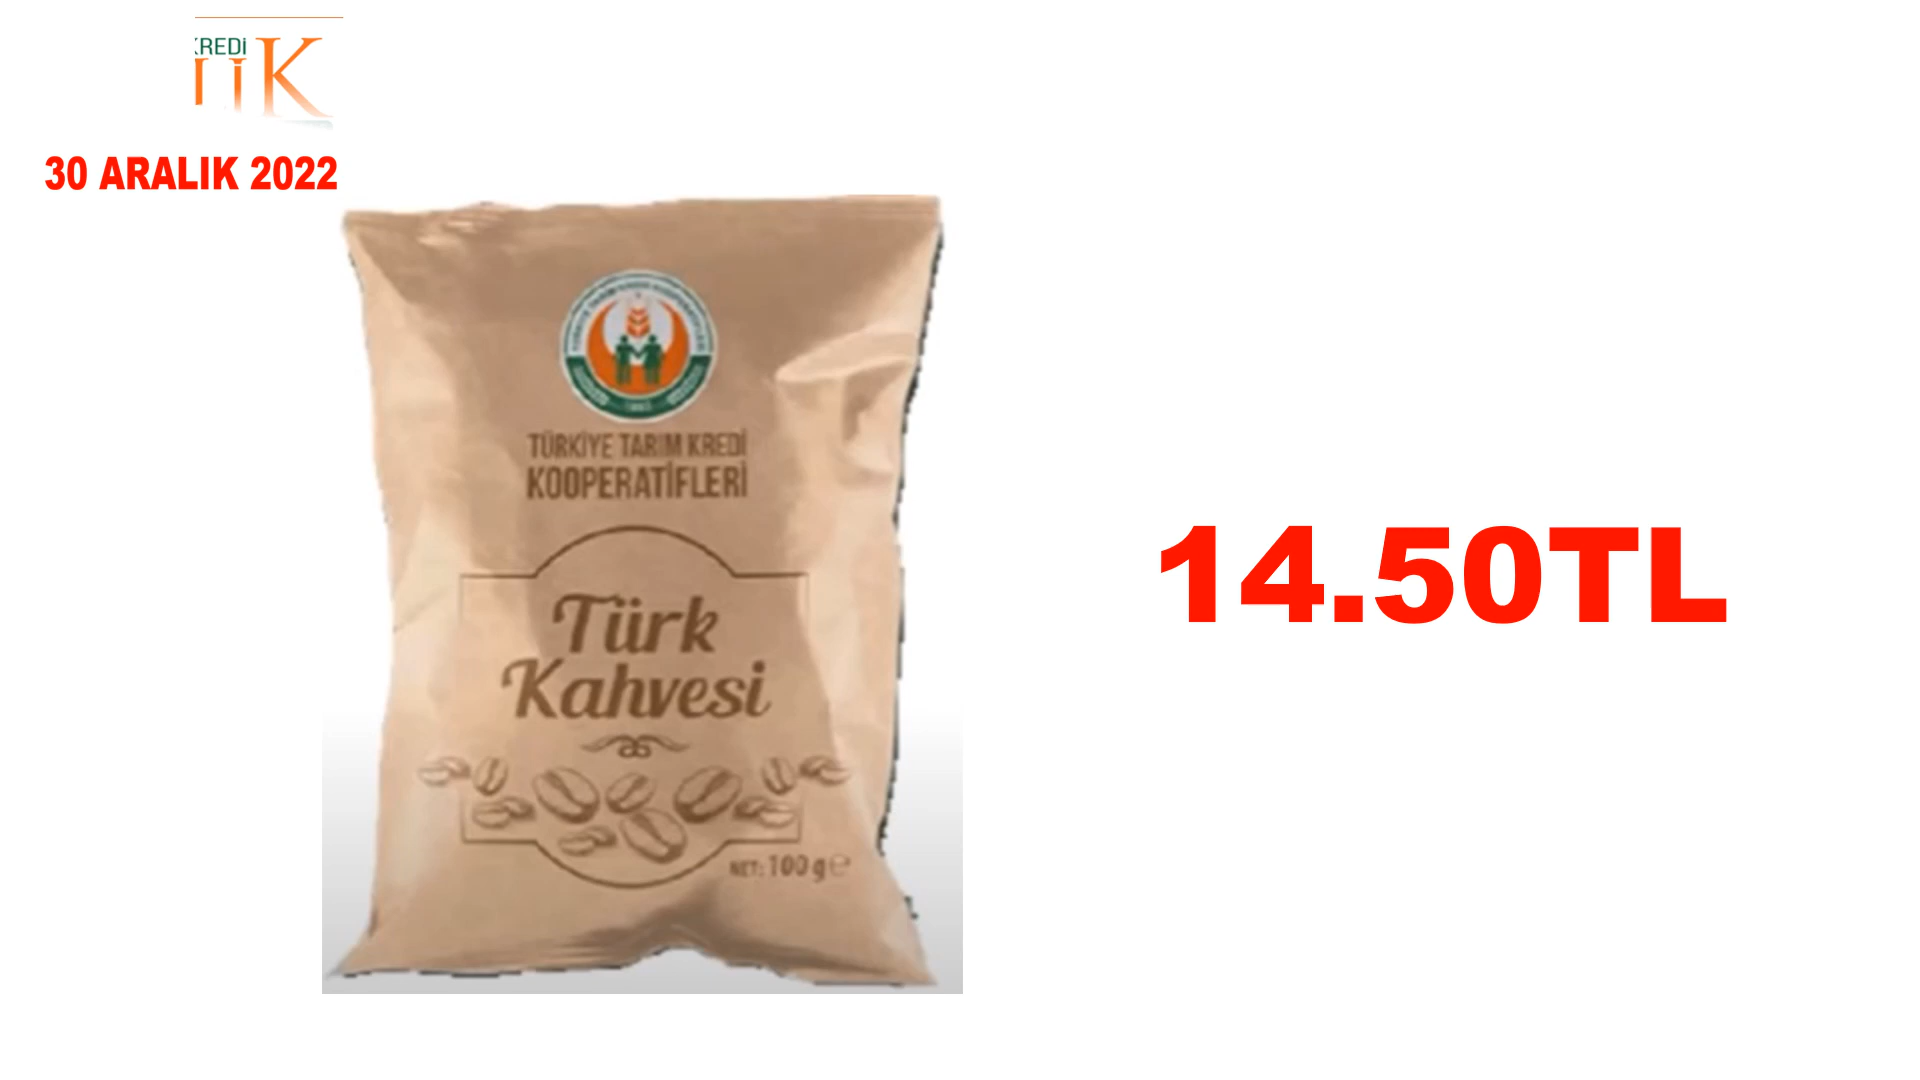 KREDİ
30 ARALIK 2022
TÜRKİYE TARIM KREDİ
KOOPERATİFLERİ
Türk
Kahvesi
NET: 100 g ℮
14.50TL